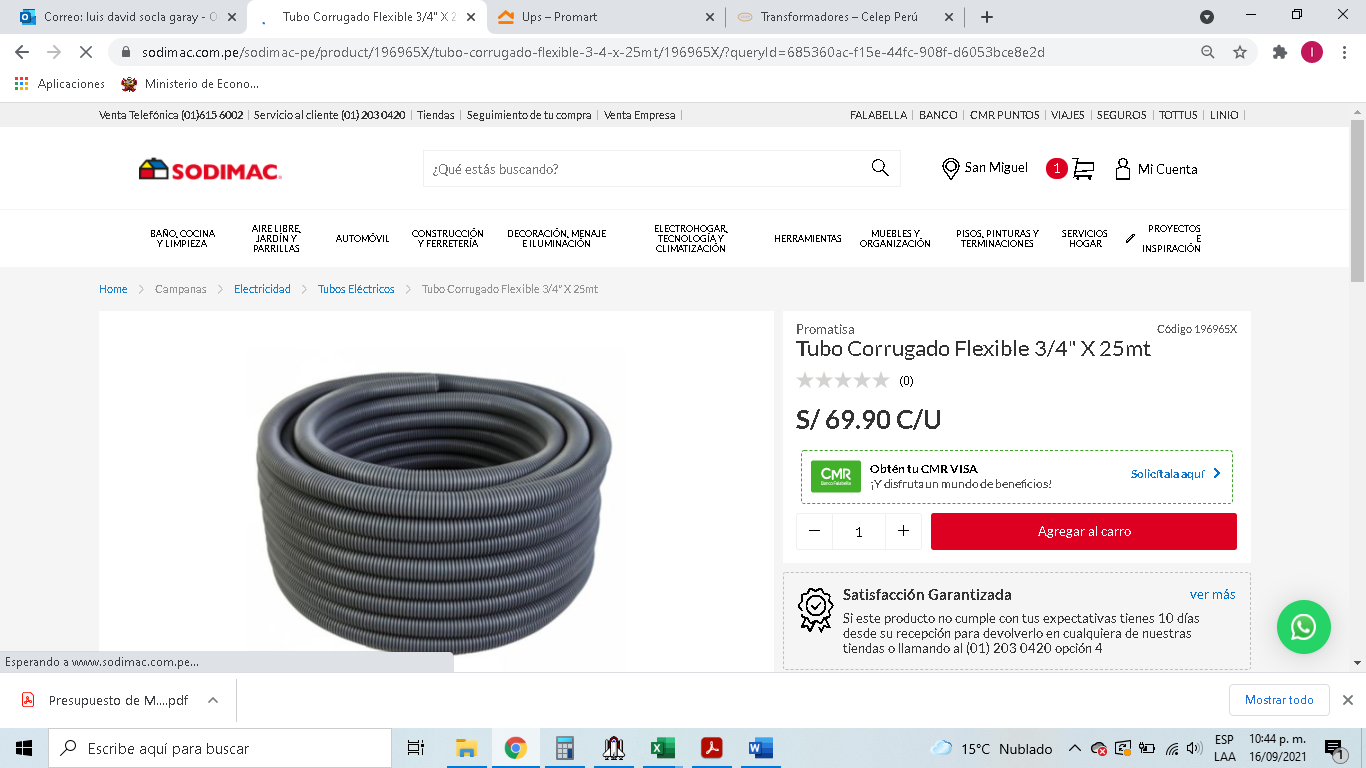 Correo: luis david socla garay - O
Tubo Corrugado Flexible 3/4" X 2
Ups – Promart
Transformadores – Celep Perú
sodimac.com.pe/sodimac-pe/product/196965X/tubo-corrugado-flexible-3-4-x-25mt/196965X/?queryId=685360ac-f15e-44fc-908f-d6053bce8e2d
I
Aplicaciones
Ministerio de Econo...
Venta Telefónica (01)615 6002
Servicio al cliente (01) 203 0420
Tiendas
Seguimiento de tu compra
Venta Empresa
FALABELLA
BANCO
CMR PUNTOS
VIAJES
SEGUROS
TOTTUS
LINIO
SODIMAC
¿Qué estás buscando?
San Miguel
1
Mi Cuenta
BAÑO, COCINA
Y LIMPIEZA
AIRE LIBRE,
JARDÍN Y
PARRILLAS
AUTOMÓVIL
CONSTRUCCIÓN
Y FERRETERÍA
DECORACIÓN, MENAJE
E ILUMINACIÓN
ELECTROHOGAR,
TECNOLOGÍA Y
CLIMATIZACIÓN
HERRAMIENTAS
MUEBLES Y
ORGANIZACIÓN
PISOS, PINTURAS Y
TERMINACIONES
SERVICIOS
HOGAR
PROYECTOS
E
INSPIRACIÓN
Home
Campanas
Electricidad
Tubos Eléctricos
Tubo Corrugado Flexible 3/4" X 25mt
Promatisa
Código 196965X
Tubo Corrugado Flexible 3/4" X 25mt
(0)
S/ 69.90 C/U
CMR
Banco Falabella
Obtén tu CMR VISA
¡Y disfruta un mundo de beneficios!
Solicítala aquí
1
Agregar al carro
Satisfacción Garantizada
ver más
Si este producto no cumple con tus expectativas tienes 10 días
desde su recepción para devolverlo en cualquiera de nuestras
tiendas o llamando al (01) 203 0420 opción 4
Esperando a www.sodimac.com.pe...
Presupuesto de M....pdf
Mostrar todo
Escribe aquí para buscar
15°C Nublado
ESP
LAA
10:44 p. m.
16/09/2021
1